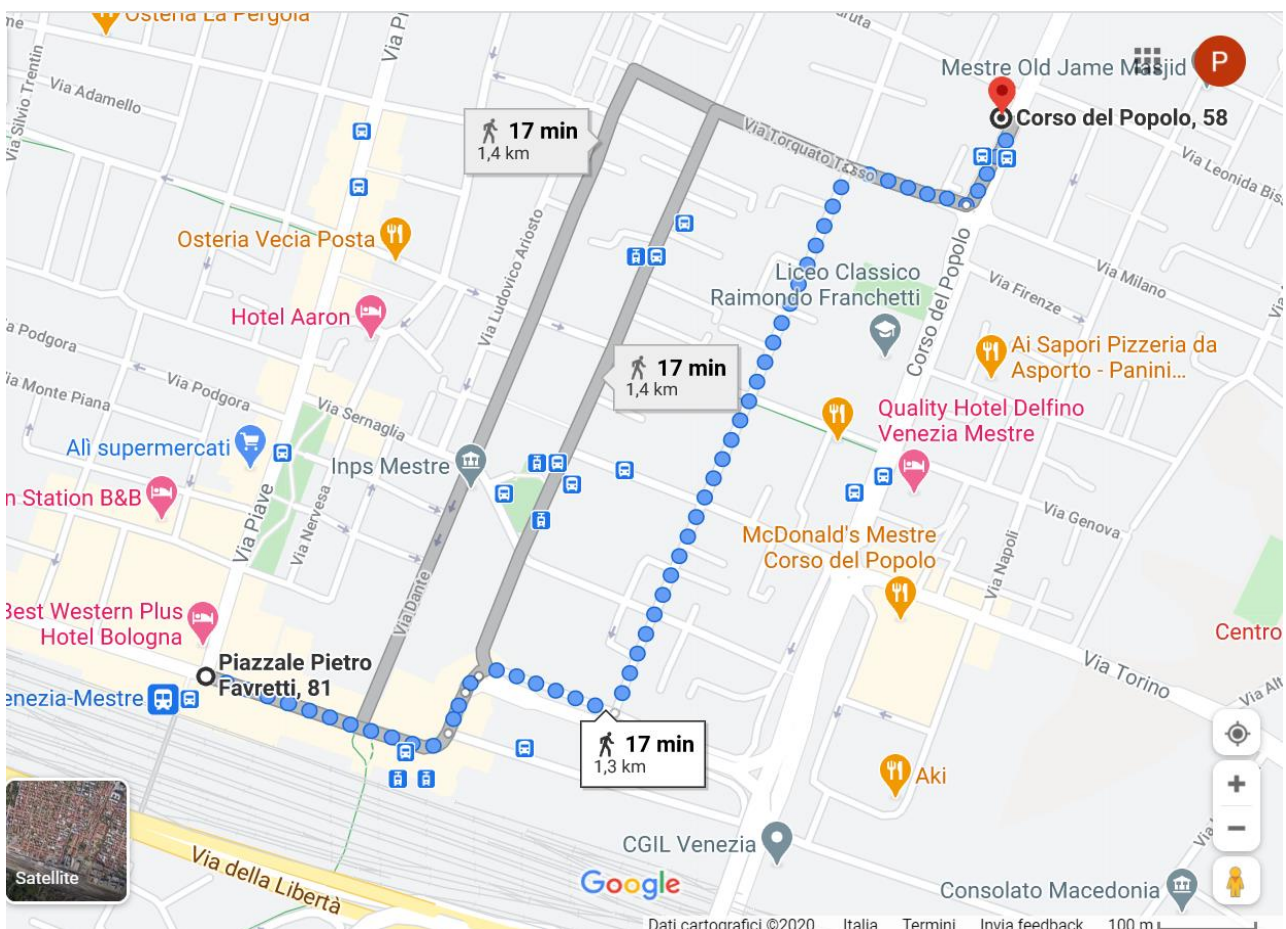 Osteria La Pergola
Via Adamello
Via Silvio Trentin
Mestre Old Jame Masjid
P
17 min
1,4 km
Via Torquato Tasso
Corso del Popolo, 58
Via Leonida Biss
Osteria Vecia Posta
Via Ludovico Ariosto
Liceo Classico
Raimondo Franchetti
Corso del Popolo
Via Milano
Via Firenze
Hotel Aaron
a Podgora
17 min
1,4 km
Ai Sapori Pizzeria da
Asporto - Panini...
Via Podgora
ia Monte Piana
Via Sernaglia
Quality Hotel Delfino
Venezia Mestre
Alì supermercati
Inps Mestre
n Station B&B
Via Nervesa
Via Piave
Via Genova
McDonald's Mestre
Corso del Popolo
Via Napoli
Via Dante
Best Western Plus
Hotel Bologna
Centro
Piazzale Pietro
Favretti, 81
Via Torino
enezia-Mestre
17 min
1,3 km
Aki
CGIL Venezia
Satellite
Via della Libertà
Google
Consolato Macedonia
Dati cartografici ©2020 Italia Termini Invia feedback 100 m